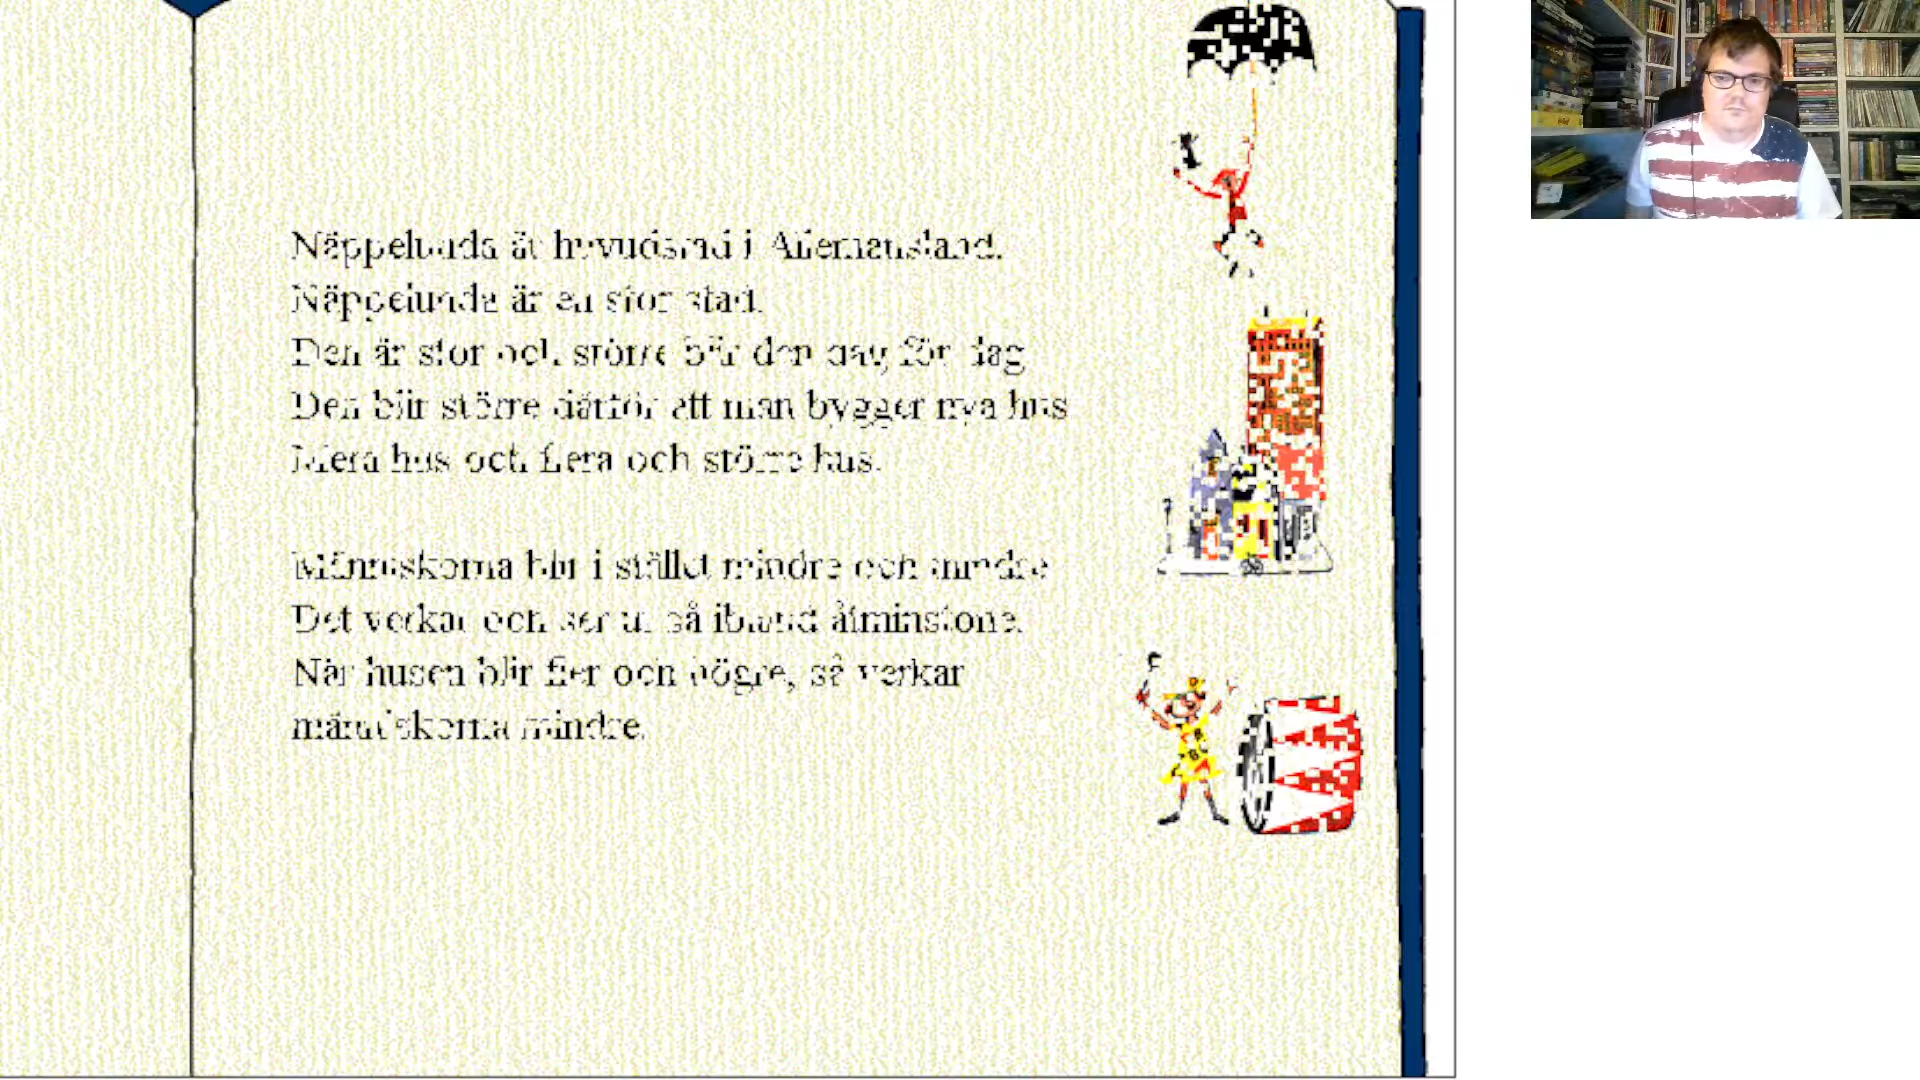 Näppelunda är huvudstad i Allemansland.
Näppelunda är en stor stad.
Den är stor och större blir den dag för dag
Den blir större därför att man bygger nya hus
Mera hus och flera och större hus.
Människorna blir i stället mindre och mindre
Det verkar och ser ut så ibland åtminstone.
När husen blir fler och högre, så verkar
människorna mindre.